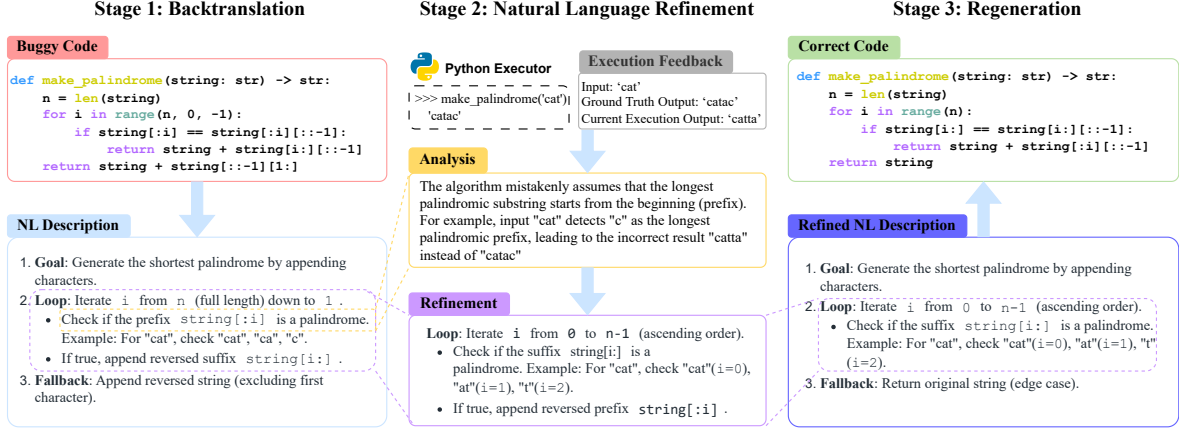 Stage 1: Backtranslation
Buggy Code
def make_palindrome(string: str) -> str:
n = len(string)
for i in range(n, 0, -1):
if string[:i] == string[:i][::-1]:
return string + string[i:][::-1]
return string + string[::-1][1:]
NL Description
1. Goal: Generate the shortest palindrome by appending
characters.
2. Loop: Iterate i from n (full length) down to 1 .
• Check if the prefix string[:i] is a palindrome.
Example: For "cat", check "cat", "ca", "c".
• If true, append reversed suffix string[i:] .
3. Fallback: Append reversed string (excluding first
character).
Stage 2: Natural Language Refinement
Python Executor
>>> make_palindrome('cat')
'catac'
Execution Feedback
Input: ‘cat’
Ground Truth Output: ‘catac’
Current Execution Output: ‘catta’
Analysis
The algorithm mistakenly assumes that the longest
palindromic substring starts from the beginning (prefix).
For example, input "cat" detects "c" as the longest
palindromic prefix, leading to the incorrect result "catta"
instead of "catac"
Refinement
Loop: Iterate i from 0 to n-1 (ascending order).
• Check if the suffix string[i:] is a
palindrome. Example: For "cat", check "cat"(i=0),
"at"(i=1), "t"(i=2).
• If true, append reversed prefix string[:i] .
Stage 3: Regeneration
Correct Code
def make_palindrome(string: str) -> str:
n = len(string)
for i in range(n):
if string[i:] == string[i:][::-1]:
return string + string[:i][::-1]
return string
Refined NL Description
1. Goal: Generate the shortest palindrome by appending
characters.
2. Loop: Iterate i from 0 to n-1 (ascending order).
• Check if the suffix string[i:] is a palindrome.
Example: For "cat", check "cat"(i=0), "at"(i=1), "t"
(i=2).
3. Fallback: Return original string (edge case).